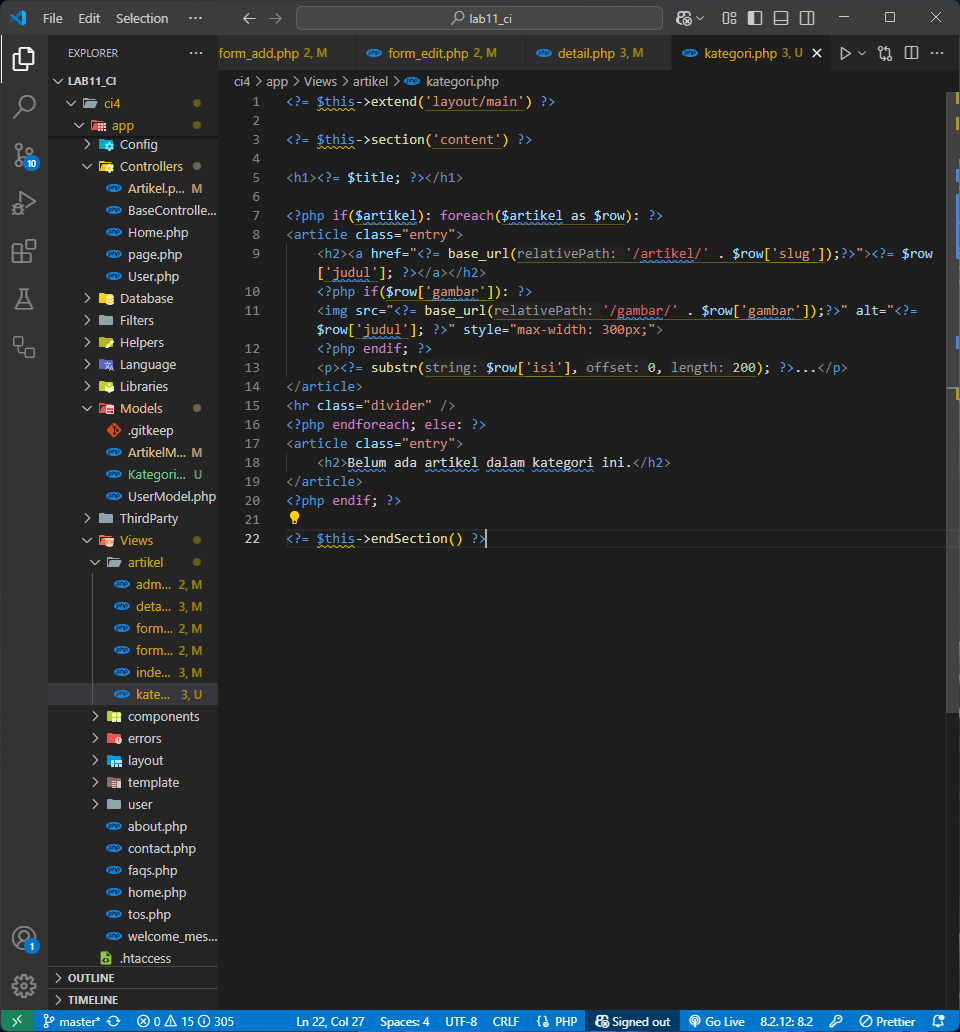 File Edit Selection ··· lab11_ci
EXPLORER ···
form_add.php 2, M form_edit.php 2, M detail.php 3, M kategori.php 3, U
LAB11_CI
ci4
app
Config
Controllers
Artikel.p... M
BaseControlle...
Home.php
page.php
User.php
Database
Filters
Helpers
Language
Libraries
Models
.gitkeep
ArtikelM... M
Kategori... U
UserModel.php
ThirdParty
Views
artikel
adm... 2, M
deta... 3, M
form... 2, M
form... 2, M
inde... 3, M
kate... 3, U
components
errors
layout
template
user
about.php
contact.php
faqs.php
home.php
tos.php
welcome_mes...
.htaccess
OUTLINE
TIMELINE
10
1
ci4 > app > Views > artikel > kategori.php
1 <?= $this->extend('layout/main') ?>
2
3 <?= $this->section('content') ?>
4
5 <h1><?= $title; ?></h1>
6
7 <?php if($artikel): foreach($artikel as $row): ?>
8 <article class="entry">
9 <h2><a href="<?= base_url(relativePath: '/artikel/' . $row['slug']);?>"><?= $row
['judul']; ?></a></h2>
10 <?php if($row['gambar']): ?>
11 <img src="<?= base_url(relativePath: '/gambar/' . $row['gambar']);?>" alt="<?=
$row['judul']; ?>" style="max-width: 300px;">
12 <?php endif; ?>
13 <p><?= substr(string: $row['isi'], offset: 0, length: 200); ?>...</p>
14 </article>
15 <hr class="divider" />
16 <?php endforeach; else: ?>
17 <article class="entry">
18 <h2>Belum ada artikel dalam kategori ini.</h2>
19 </article>
20 <?php endif; ?>
21
22 <?= $this->endSection() ?>
master* 0 15 305 Ln 22, Col 27 Spaces: 4 UTF-8 CRLF PHP Signed out Go Live 8.2.12: 8.2 Prettier